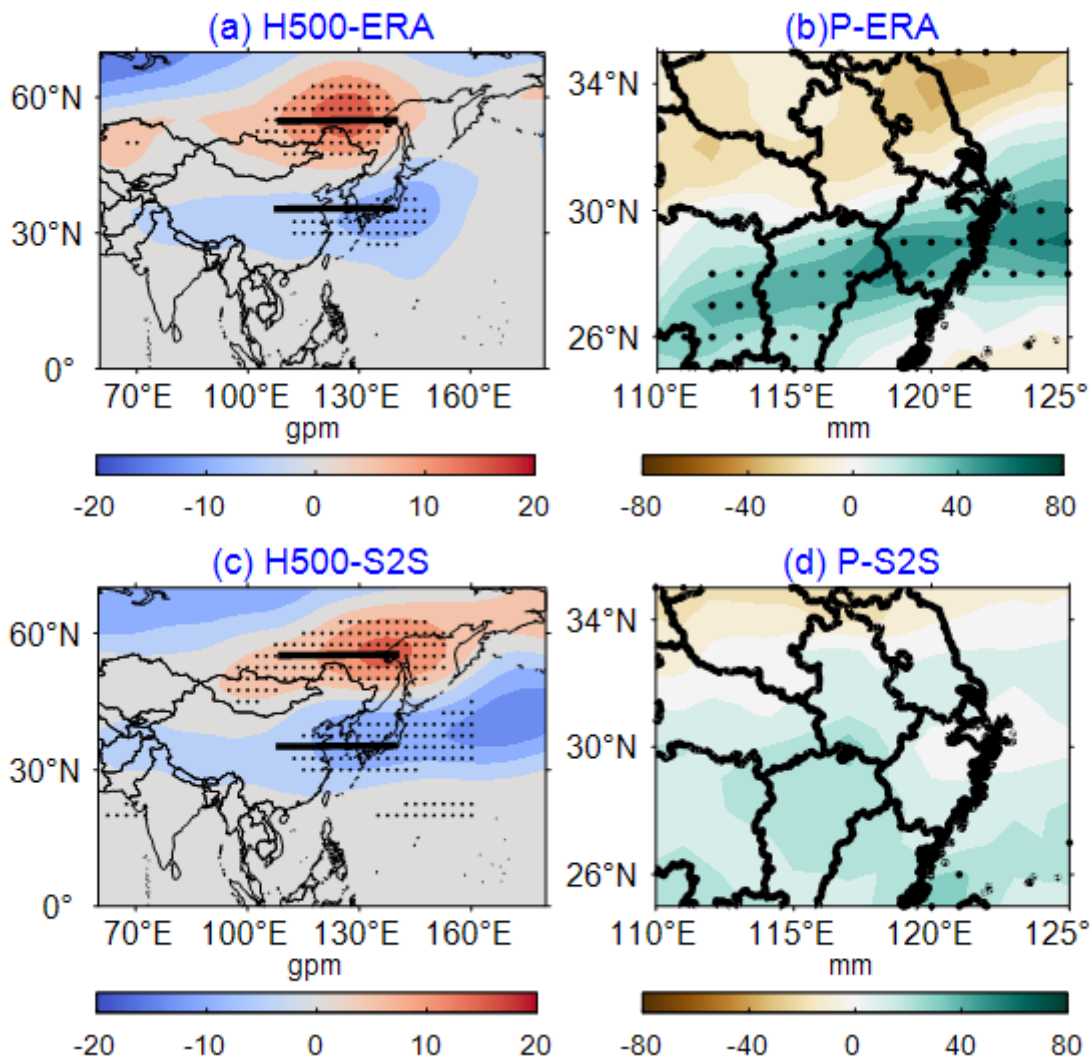 (a) H500-ERA
60°N
30°N
0°
70°E 100°E 130°E 160°E
gpm
-20 -10 0 10 20
(b)P-ERA
34°N
30°N
26°N
110°E 115°E 120°E 125°
mm
-80 -40 0 40 80
(c) H500-S2S
60°N
30°N
0°
70°E 100°E 130°E 160°E
gpm
-20 -10 0 10 20
(d) P-S2S
34°N
30°N
26°N
110°E 115°E 120°E 125°
mm
-80 -40 0 40 80